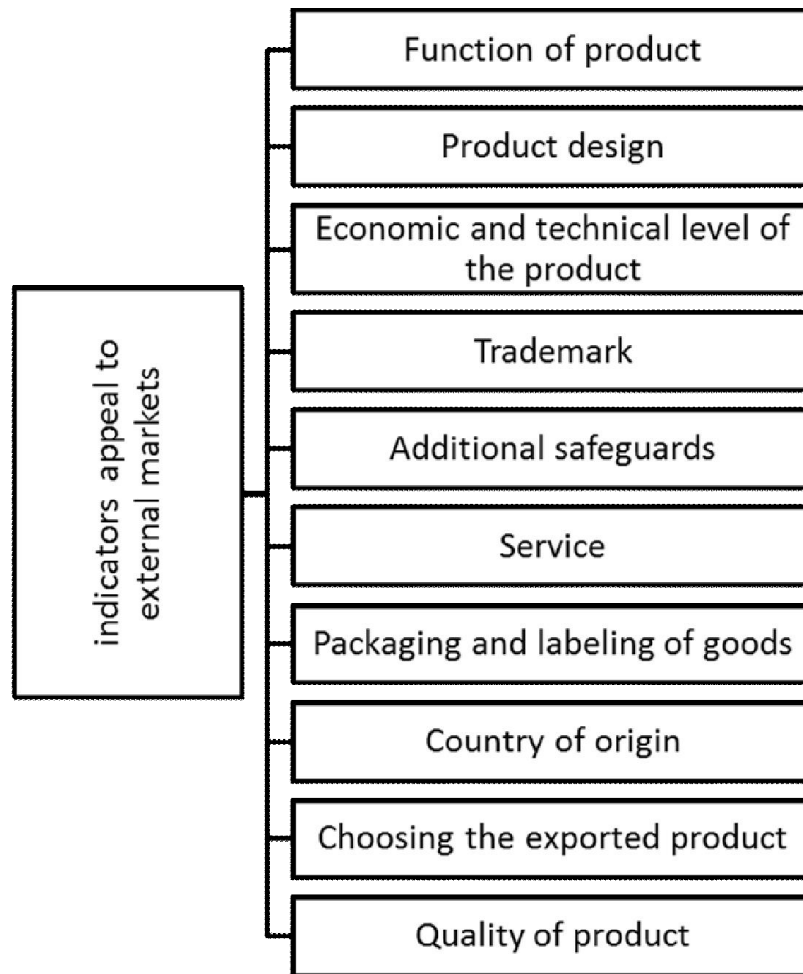 indicators appeal to
external markets
Function of product
Product design
Economic and technical level of
the product
Trademark
Additional safeguards
Service
Packaging and labeling of goods
Country of origin
Choosing the exported product
Quality of product